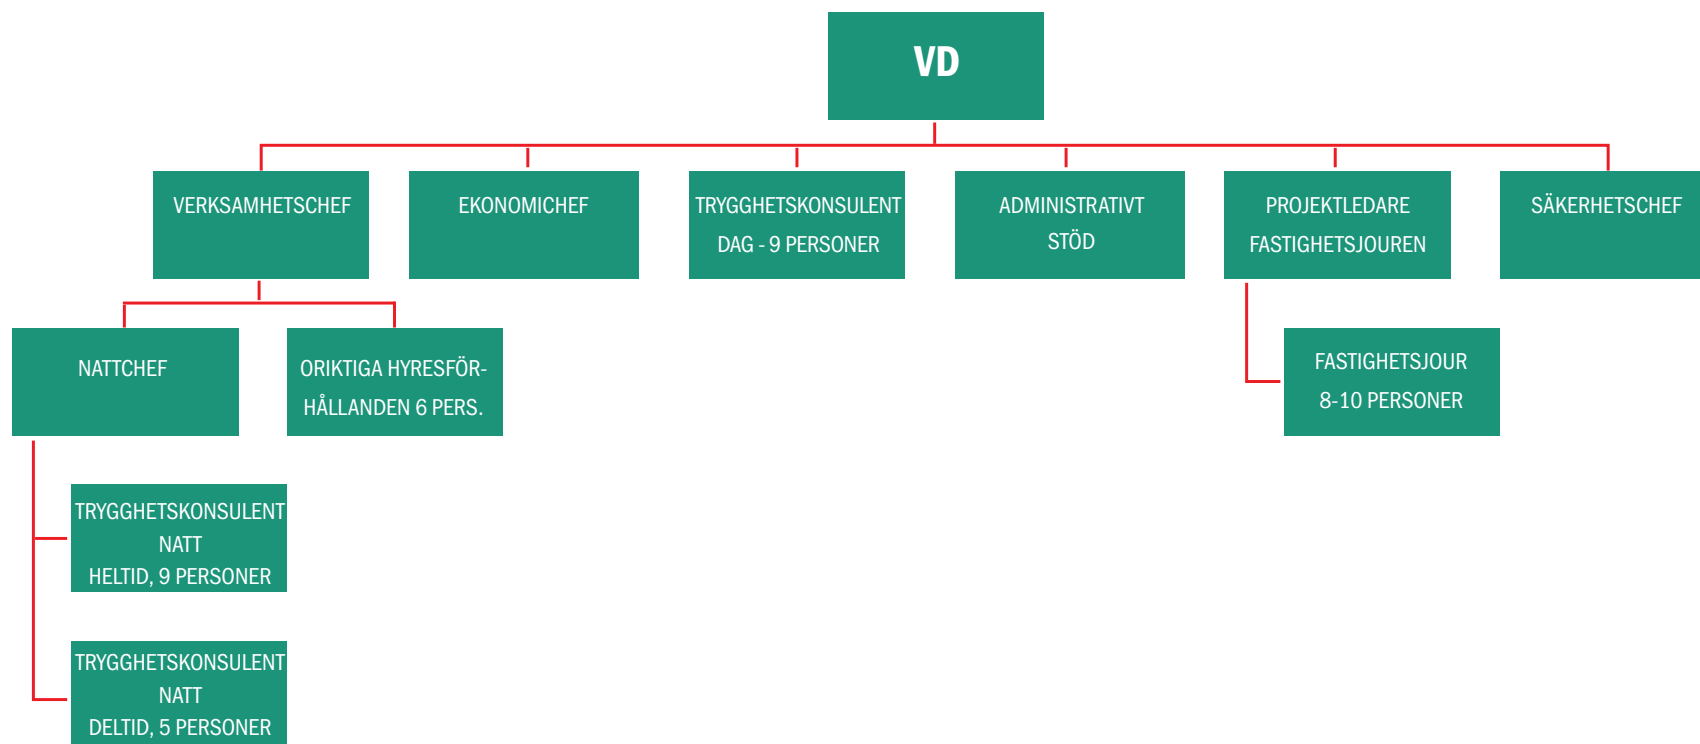 VD
VERKSAMHETSCHEF
EKONOMICHEF
TRYGGHETSKONSULENT
DAG - 9 PERSONER
ADMINISTRATIVT
STÖD
PROJEKTLEDARE
FASTIGHETSJOUREN
SÄKERHETSCHEF
NATTCHEF
ORIKTIGA HYRESFÖR-
HÅLLANDEN 6 PERS.
FASTIGHETSJOUR
8-10 PERSONER
TRYGGHETSKONSULENT
NATT
HELTID, 9 PERSONER
TRYGGHETSKONSULENT
NATT
DELTID, 5 PERSONER